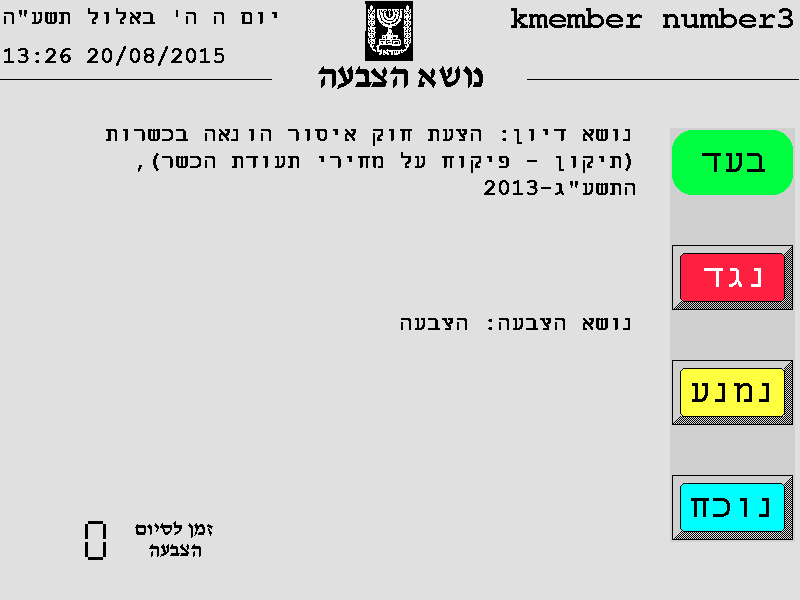 יום ה ה' באלול תשע"ה
kmember number3
13:26 20/08/2015
נושא הצבעה
נושא דיון: הצעת חוק איסור הונאה בכשרות
(תיקון - פיקוח על מחירי תעודת הכשר),
התשע"ג-2013
בעד
נגד
נושא הצבעה: הצבעה
נמנע
נוכח
זמן לסיום
הצבעה
0